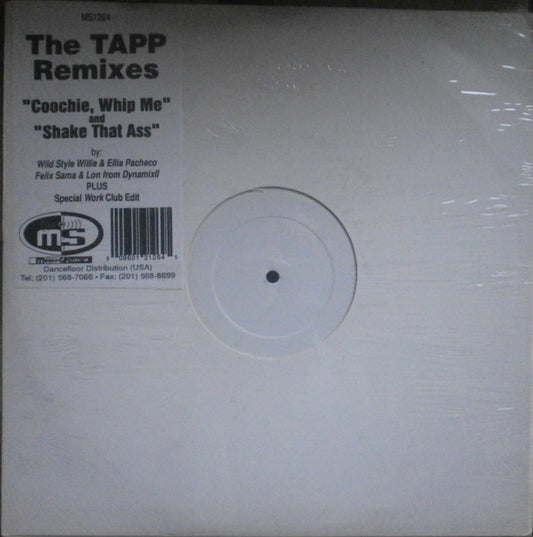 MS1264
The TAPP
Remixes
"Coochie, Whip Me"
and
"Shake That Ass"
by:
Wild Style Willie & Ellis Pacheco
Felix Sama & Lon from DynamixII
PLUS
Special Work Club Edit
ms
Dancefloor Distribution (USA)
Tel: (201) 568-7066 • Fax: (201) 568-8699